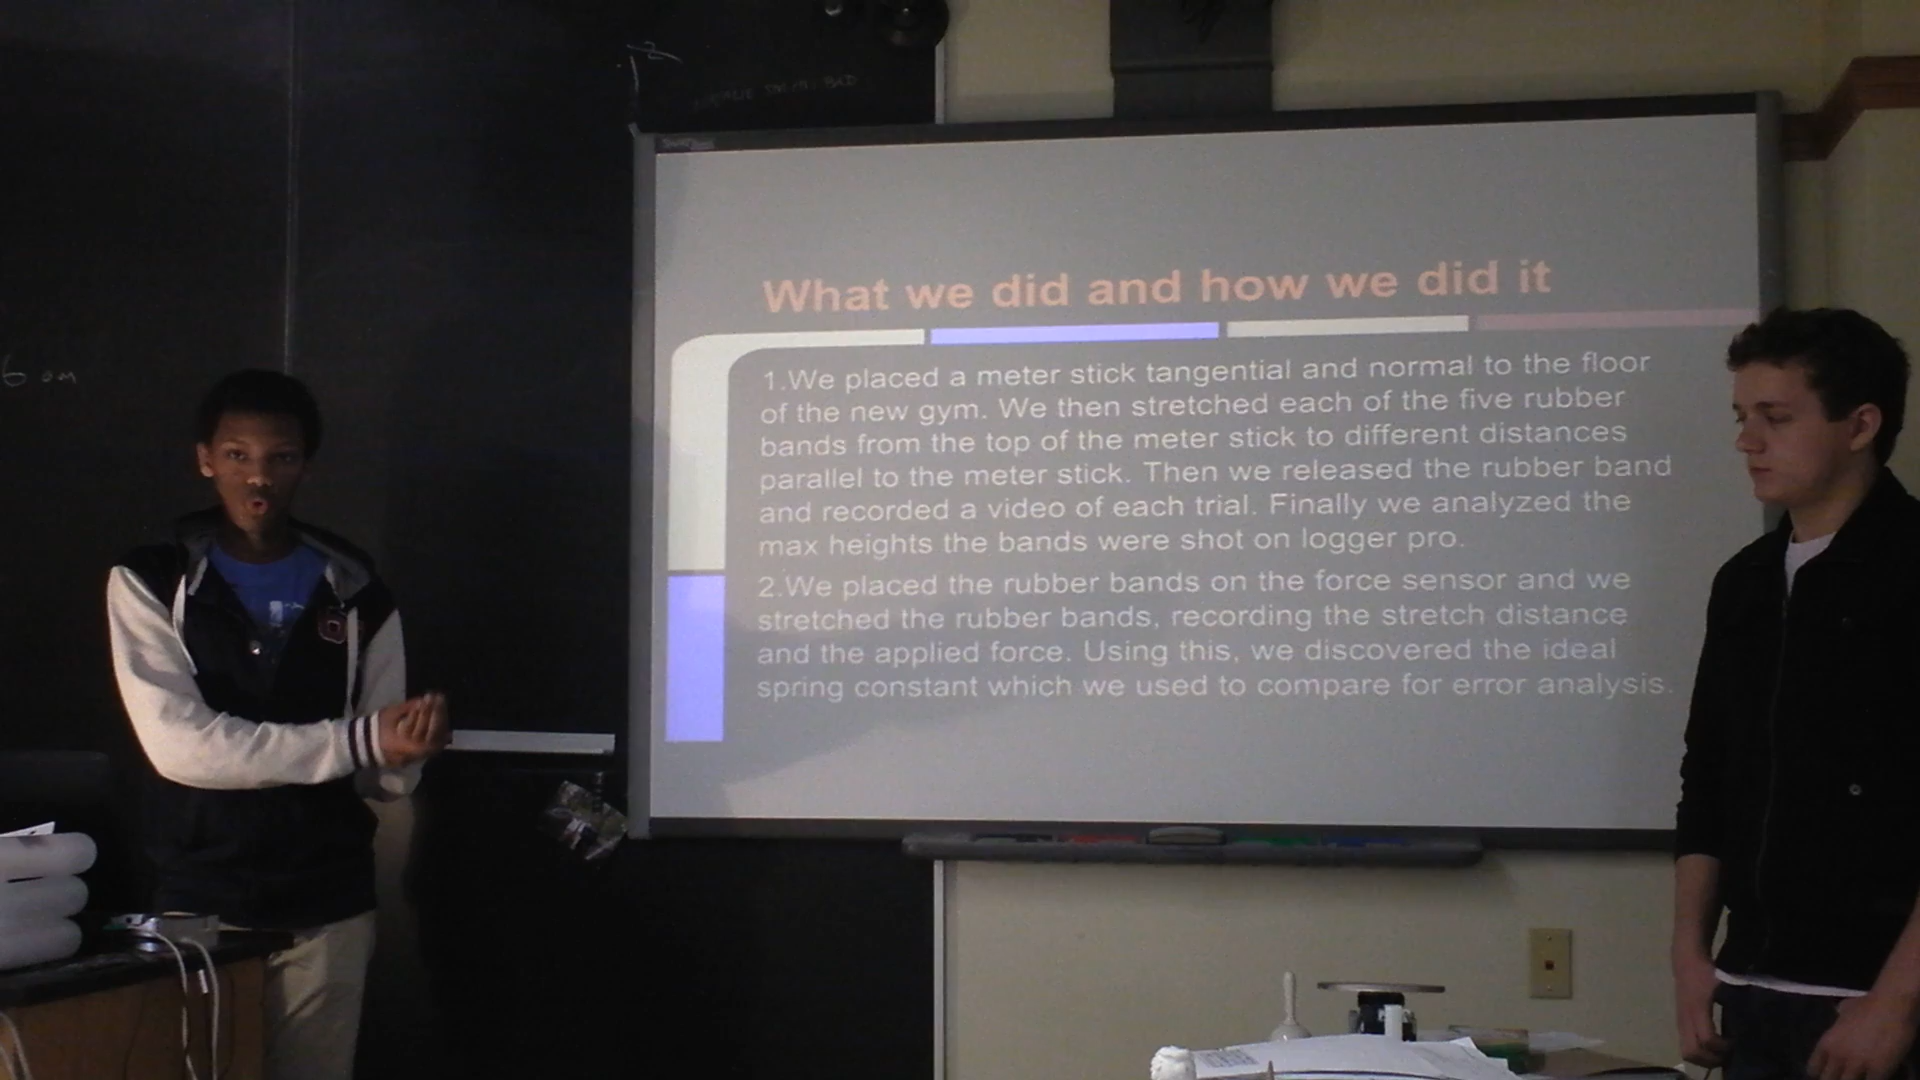 What we did and how we did it
1.We placed a meter stick tangential and normal to the floor
of the new gym. We then stretched each of the five rubber
bands from the top of the meter stick to different distances
parallel to the meter stick. Then we released the rubber band
and recorded a video of each trial. Finally we analyzed the
max heights the bands were shot on logger pro.
2.We placed the rubber bands on the force sensor and we
stretched the rubber bands, recording the stretch distance
and the applied force. Using this, we discovered the ideal
spring constant which we used to compare for error analysis.